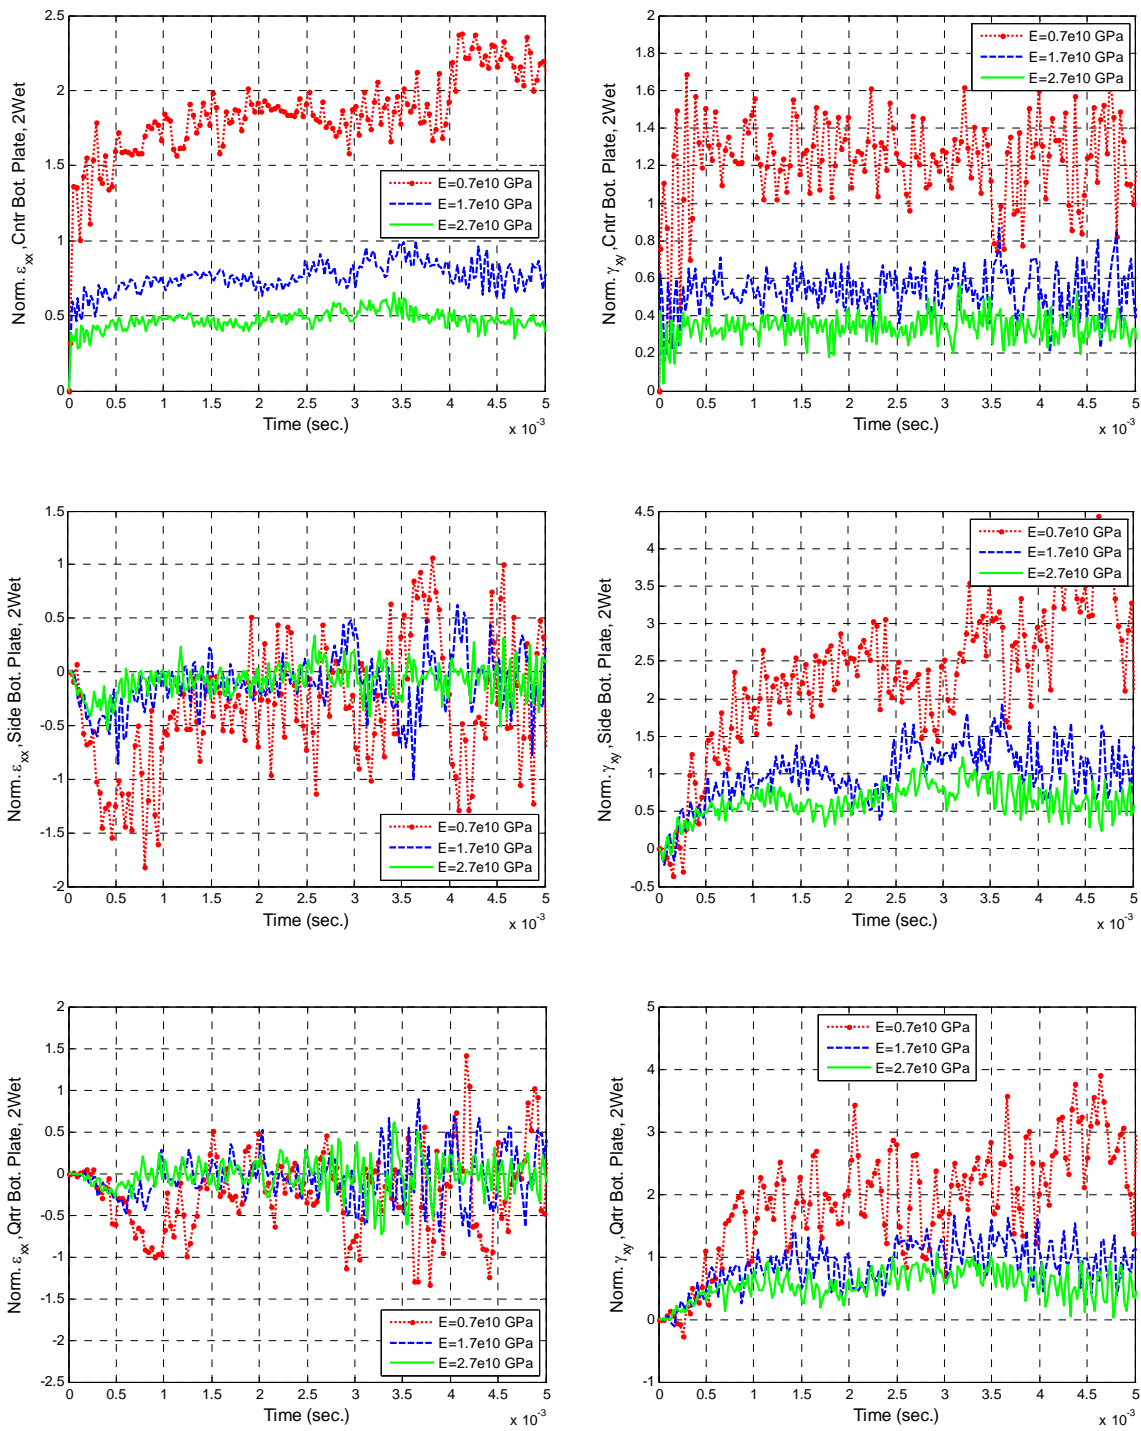 Norm. ε_xx ,Cntr Bot. Plate, 2Wet
2.5
2
1.5
1
0.5
0
E=0.7e10 GPa
E=1.7e10 GPa
E=2.7e10 GPa
0 0.5 1 1.5 2 2.5 3 3.5 4 4.5 5
Time (sec.)
x 10^-3
Norm. γ_xy ,Cntr Bot. Plate, 2Wet
2
1.8
1.6
1.4
1.2
1
0.8
0.6
0.4
0.2
0
E=0.7e10 GPa
E=1.7e10 GPa
E=2.7e10 GPa
0 0.5 1 1.5 2 2.5 3 3.5 4 4.5 5
Time (sec.)
x 10^-3
Norm. ε_xx ,Side Bot. Plate, 2Wet
1.5
1
0.5
0
-0.5
-1
-1.5
-2
E=0.7e10 GPa
E=1.7e10 GPa
E=2.7e10 GPa
0 0.5 1 1.5 2 2.5 3 3.5 4 4.5 5
Time (sec.)
x 10^-3
Norm. γ_xy ,Side Bot. Plate, 2Wet
4.5
4
3.5
3
2.5
2
1.5
1
0.5
0
-0.5
E=0.7e10 GPa
E=1.7e10 GPa
E=2.7e10 GPa
0 0.5 1 1.5 2 2.5 3 3.5 4 4.5 5
Time (sec.)
x 10^-3
Norm. ε_xx ,Qrtr Bot. Plate, 2Wet
2
1.5
1
0.5
0
-0.5
-1
-1.5
-2
-2.5
E=0.7e10 GPa
E=1.7e10 GPa
E=2.7e10 GPa
0 0.5 1 1.5 2 2.5 3 3.5 4 4.5 5
Time (sec.)
x 10^-3
Norm. γ_xy ,Qrtr Bot. Plate, 2Wet
5
4
3
2
1
0
-1
E=0.7e10 GPa
E=1.7e10 GPa
E=2.7e10 GPa
0 0.5 1 1.5 2 2.5 3 3.5 4 4.5 5
Time (sec.)
x 10^-3